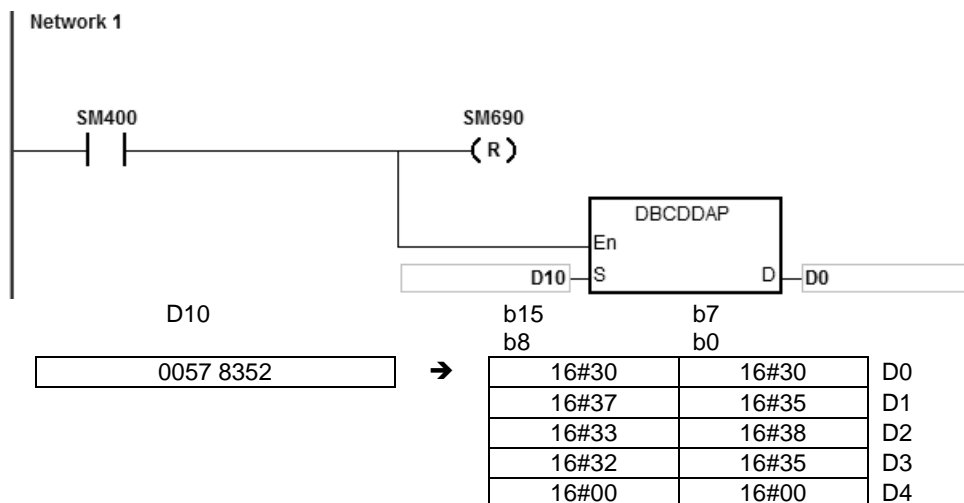 Network 1
SM400 SM690
( R )
DBCDDAP
En
D10 S D D0
D10 b15 b7
b8 b0
0057 8352 ➔ 16#30 16#30 D0
16#37 16#35 D1
16#33 16#38 D2
16#32 16#35 D3
16#00 16#00 D4